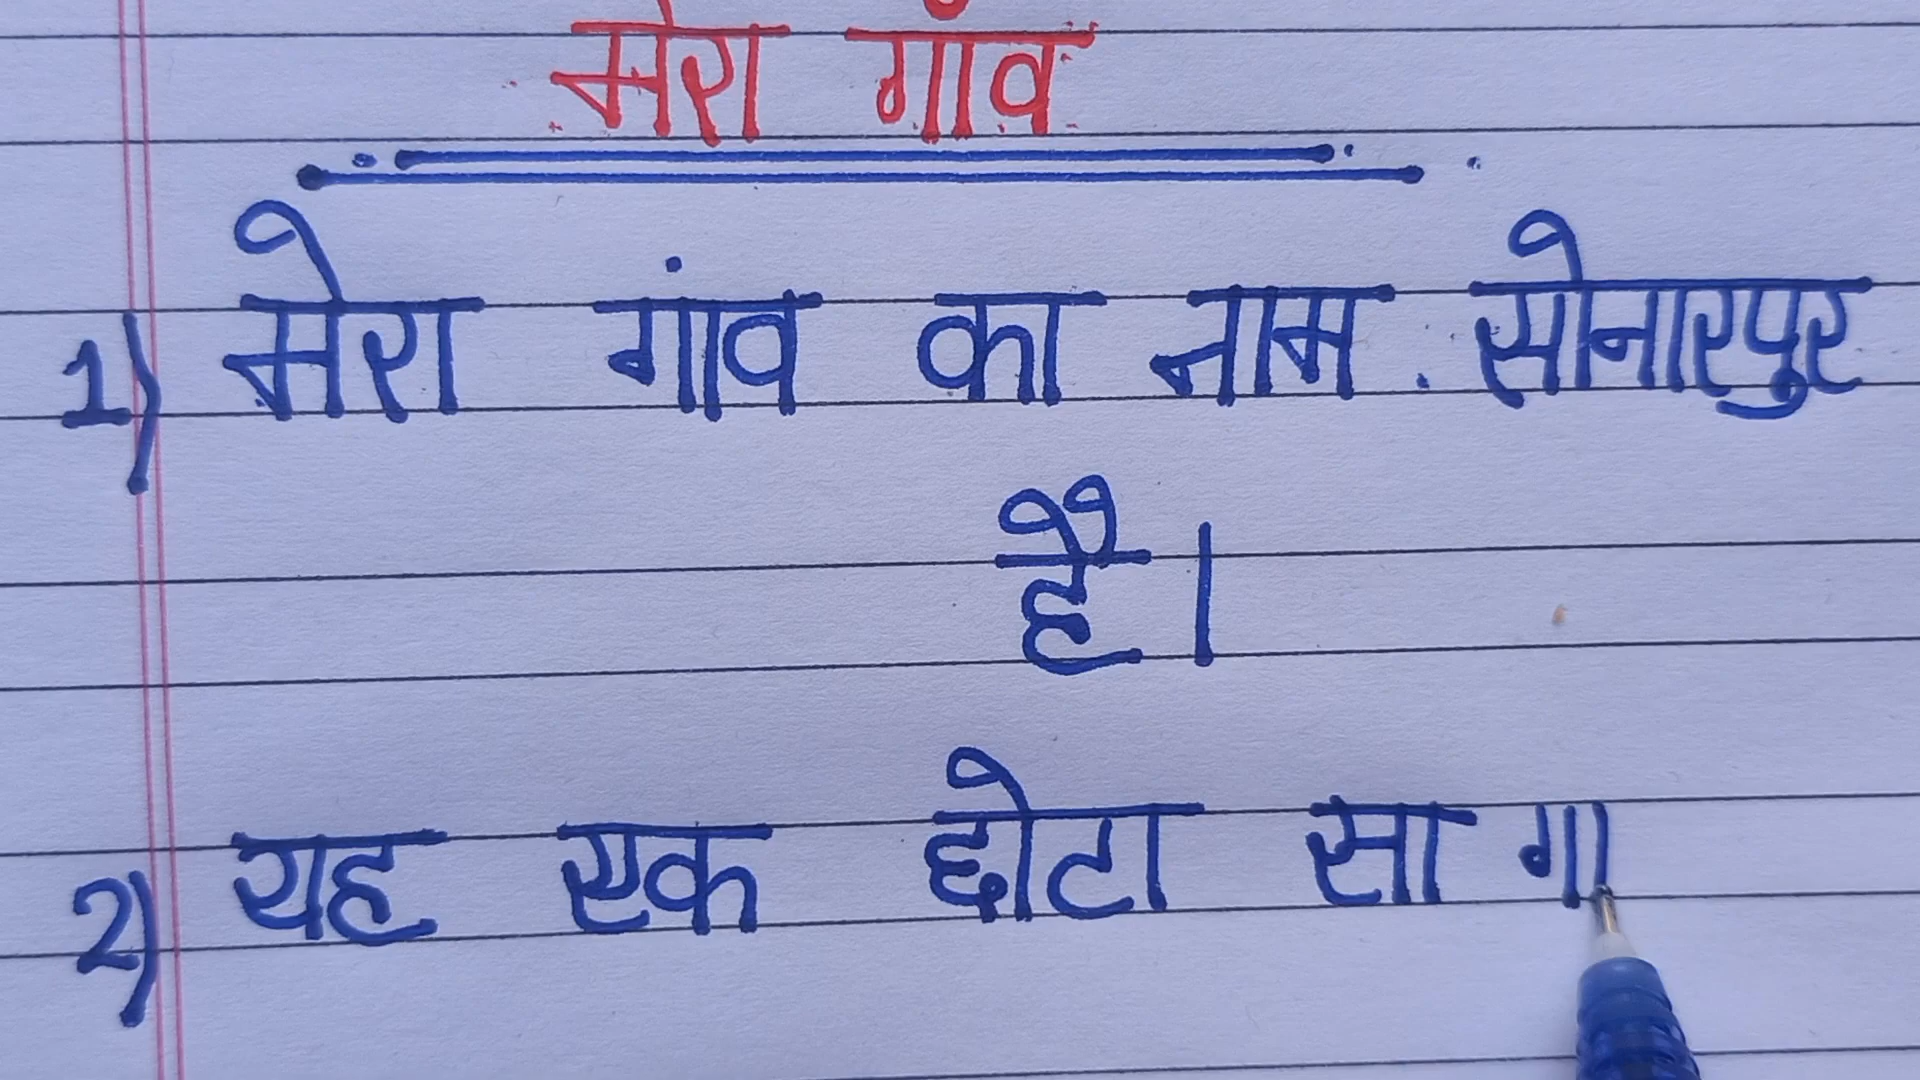 मेरा गाँव
1) मेरा गांव का नाम सोनारपुर
है।
2) यह एक छोटा सा गा